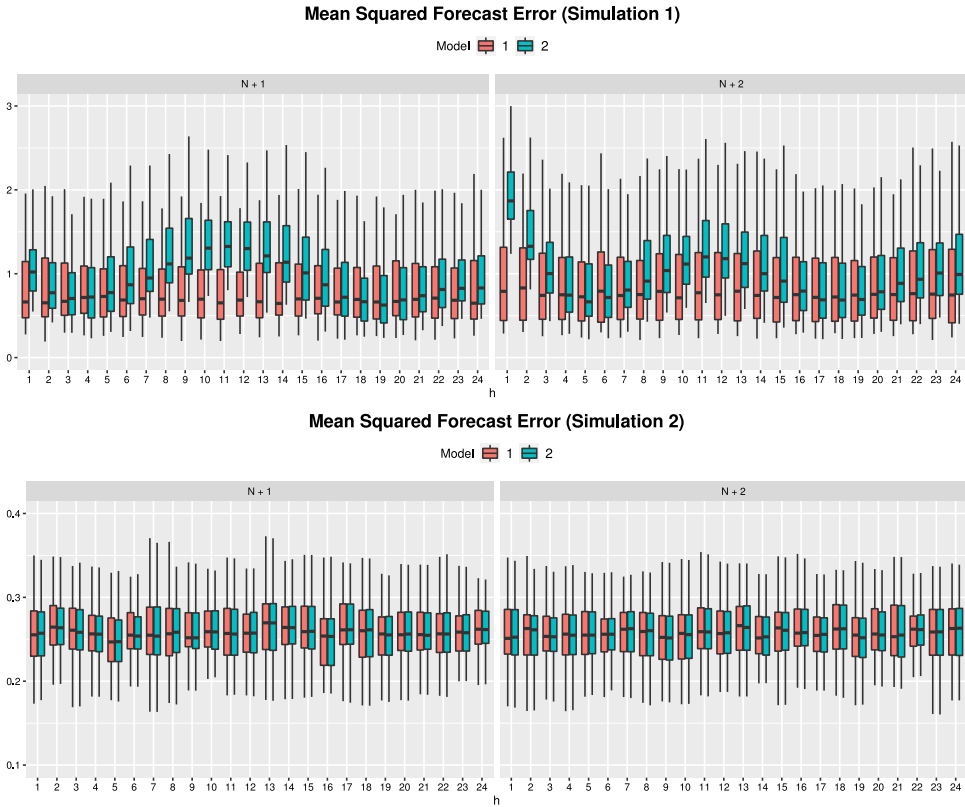 Mean Squared Forecast Error (Simulation 1)
Model 1 2
N + 1 N + 2
3
2
1
0
1 2 3 4 5 6 7 8 9 10 11 12 13 14 15 16 17 18 19 20 21 22 23 24 1 2 3 4 5 6 7 8 9 10 11 12 13 14 15 16 17 18 19 20 21 22 23 24
h
Mean Squared Forecast Error (Simulation 2)
Model 1 2
N + 1 N + 2
0.4
0.3
0.2
0.1
1 2 3 4 5 6 7 8 9 10 11 12 13 14 15 16 17 18 19 20 21 22 23 24 1 2 3 4 5 6 7 8 9 10 11 12 13 14 15 16 17 18 19 20 21 22 23 24
h